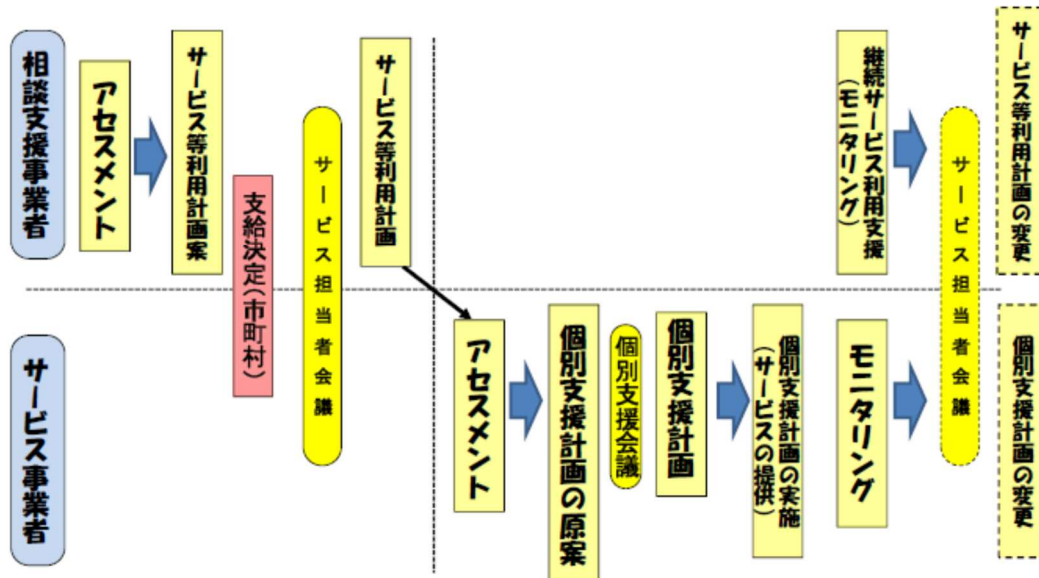 相談支援事業者
アセスメント
サービス等利用計画案
支給決定(市町村)
サービス担当者会議
サービス等利用計画
継続サービス利用支援
(モニタリング)
サービス担当者会議
サービス等利用計画の変更
サービス事業者
アセスメント
個別支援計画の原案
個別支援会議
個別支援計画
個別支援計画の実施
(サービスの提供)
モニタリング
個別支援計画の変更